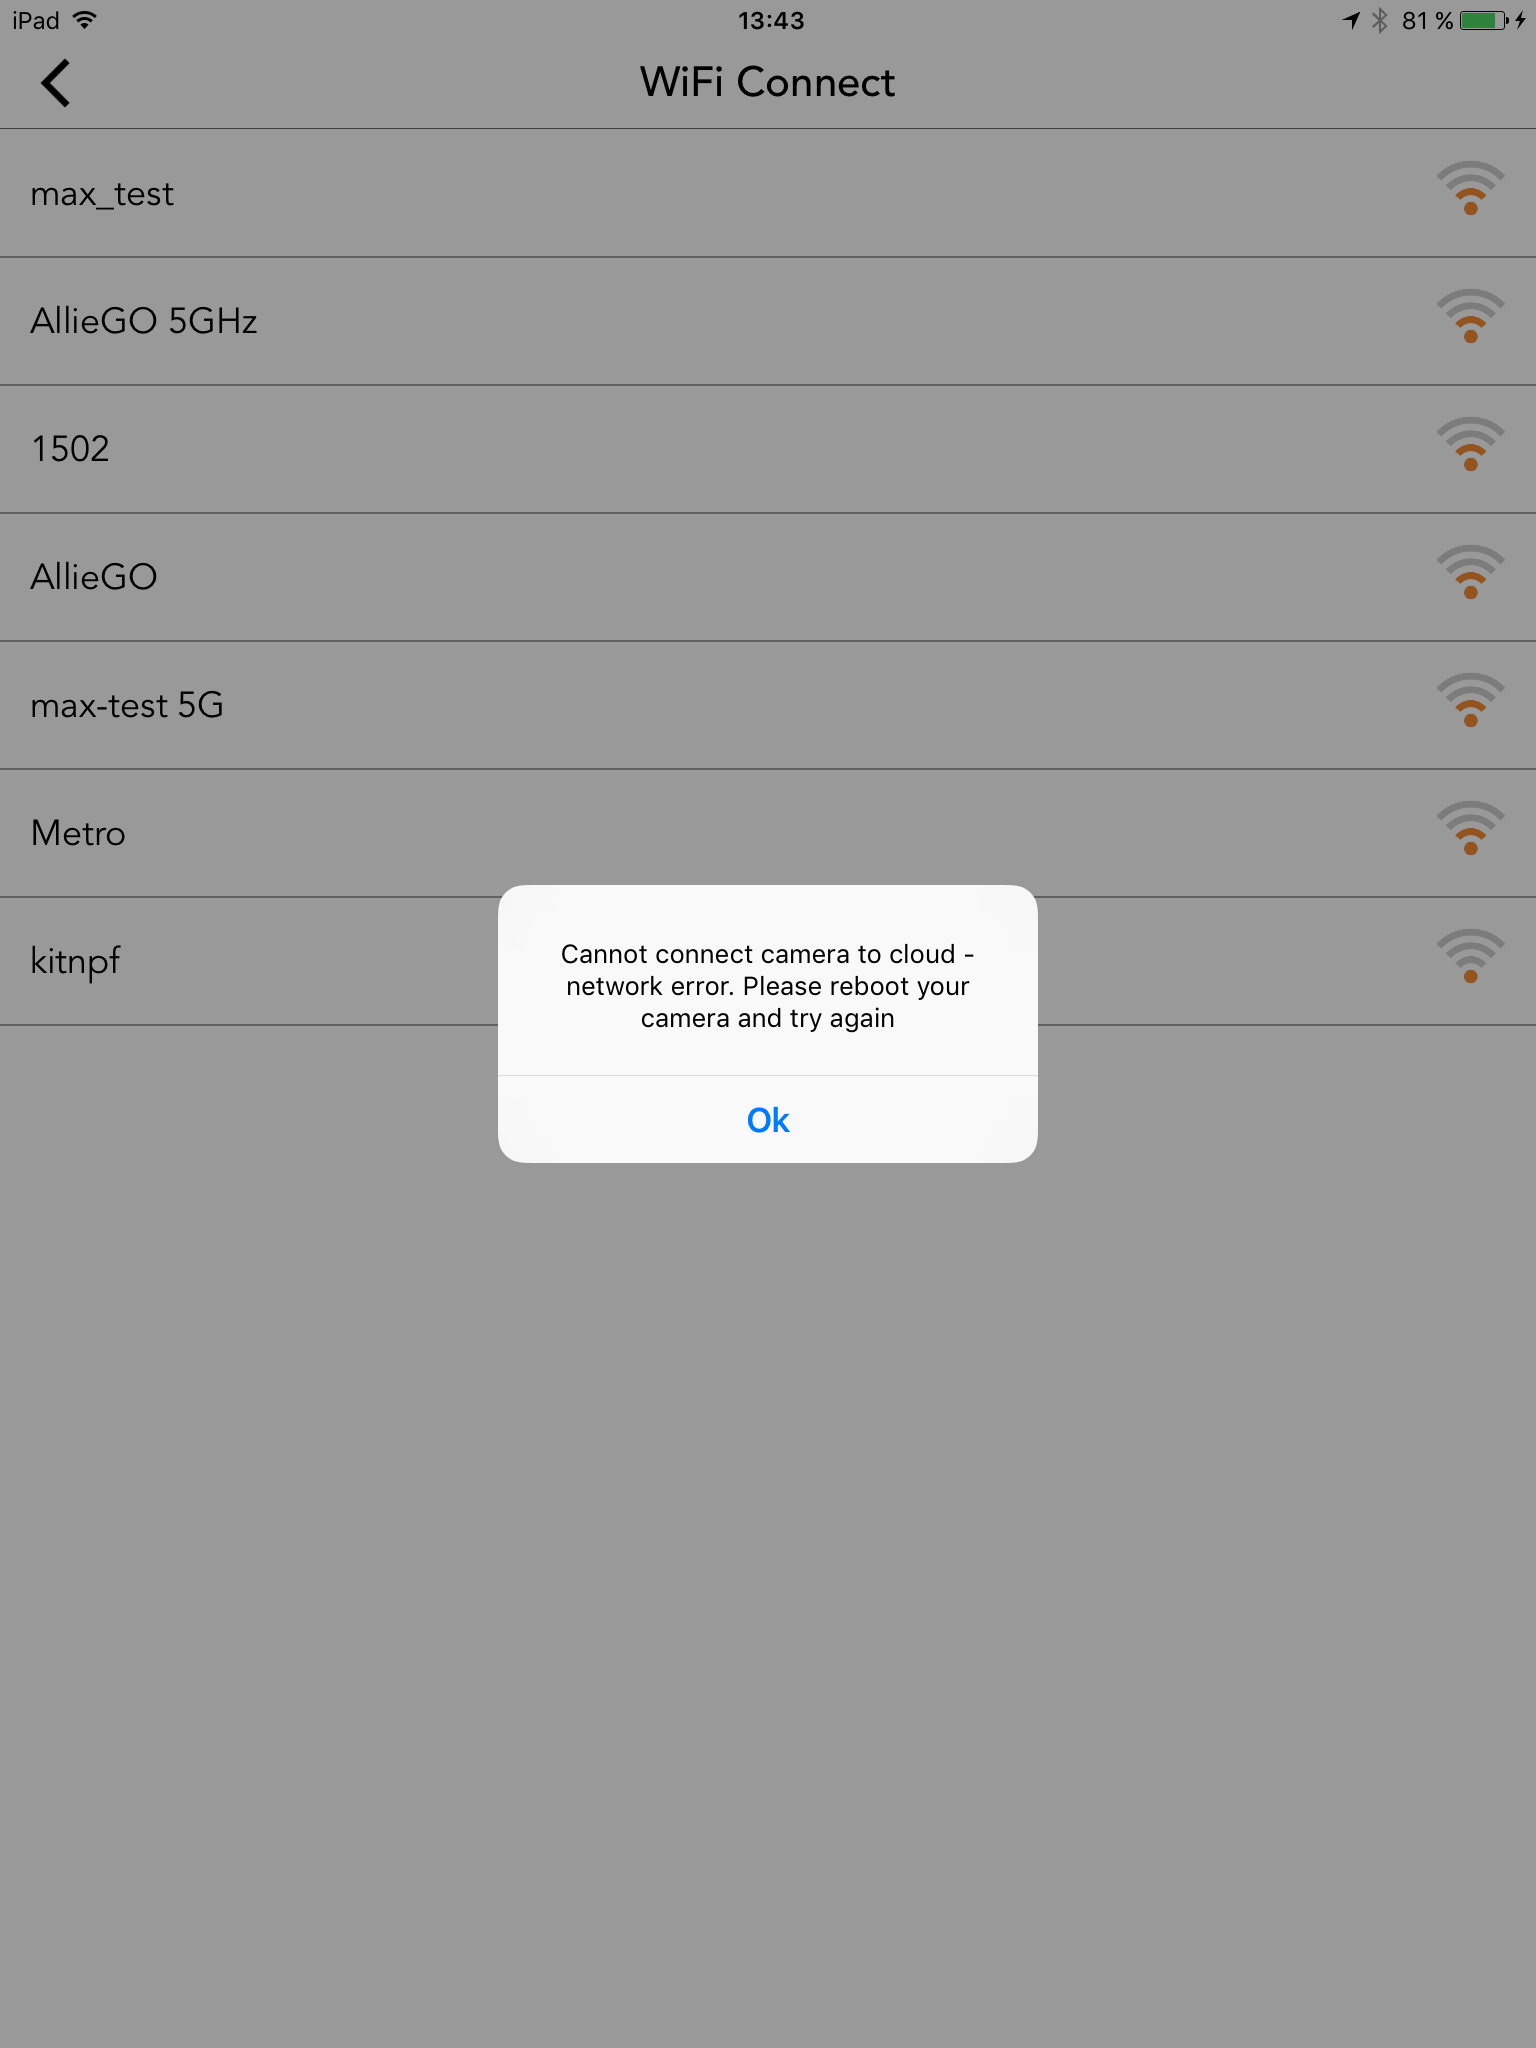 iPad 13:43 81 %
WiFi Connect
max_test
AllieGO 5GHz
1502
AllieGO
max-test 5G
Metro
kitnpf
Cannot connect camera to cloud -
network error. Please reboot your
camera and try again
Ok